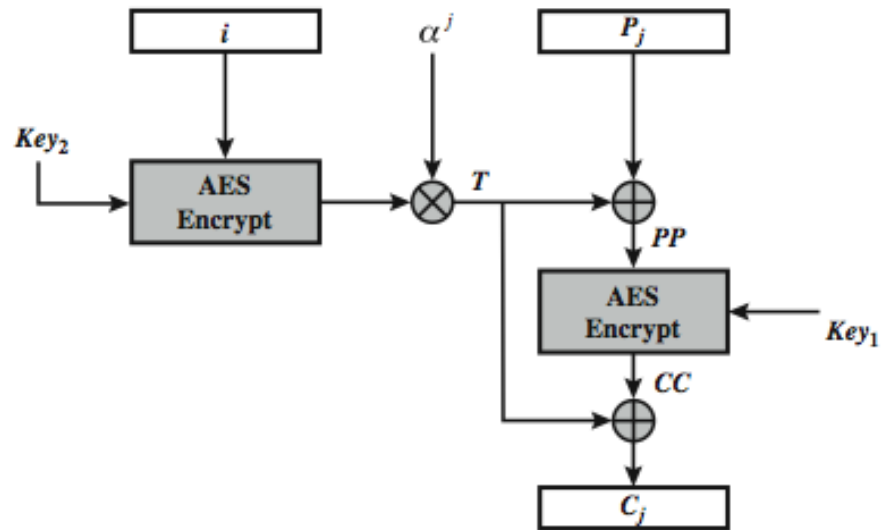 i
α^j
P_j
Key_2
AES
Encrypt
T
PP
AES
Encrypt
Key_1
CC
C_j